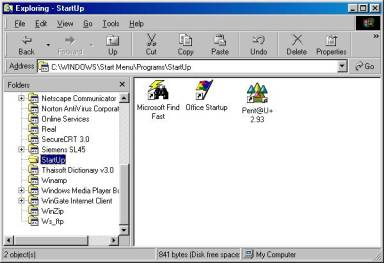 Exploring - StartUp
File Edit View Go Tools Help
Back Forward Up Cut Copy Paste Undo Delete Properties »
Address C:\WINDOWS\Start Menu\Programs\StartUp Go
Folders
Netscape Communicator
Norton AntiVirus Corporat
Online Services
Real
SecureCRT 3.0
Siemens SL45
StartUp
Thaisoft Dictionary v3.0
Winamp
Windows Media Player Bo
WinGate Internet Client
WinZip
Ws_ftp
Microsoft Find
Fast
Office Startup
Pent@U+
2.93
2 object(s)
841 bytes (Disk free space:
My Computer